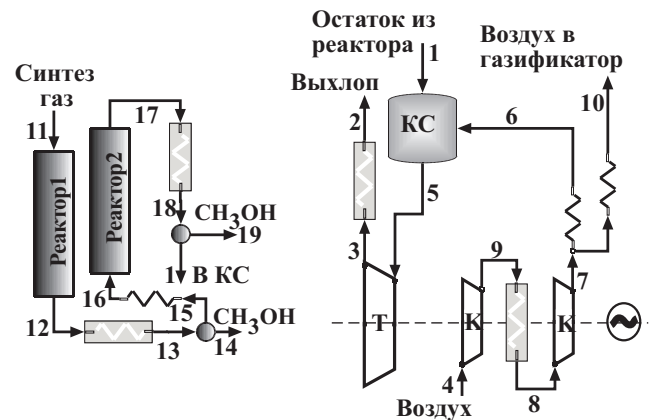 Синтез
газ
11
Реактор1
12
13
14
CH3OH
15
16
Реактор2
17
18
CH3OH
19
1
В КС
Остаток из
реактора
1
Выхлоп
2
КС
3
5
Т
4
Воздух
К
9
8
К
7
6
Воздух в
газификатор
10